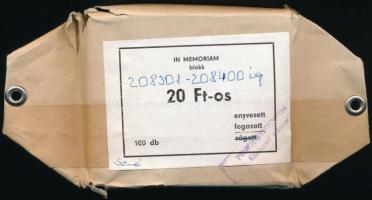 IN MEMORIAM
blokk
208301-208400 ig
20 Ft-os
enyvezett
fogazott
vágott
100 db